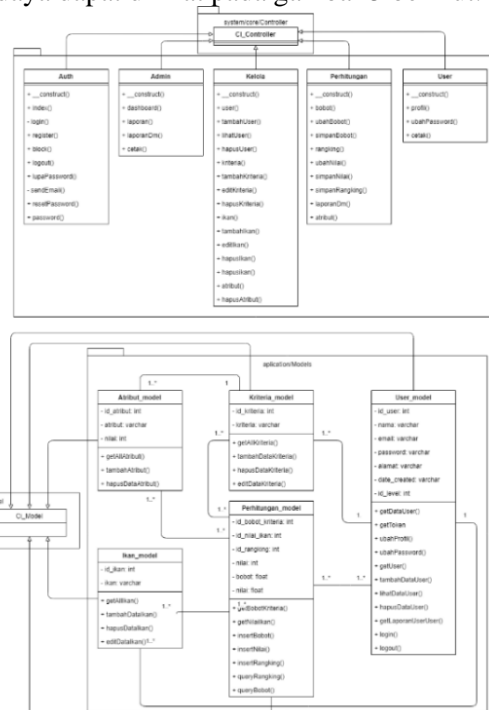 system/core/Controller
CI_Controller
Auth
+ __construct()
+ index()
- login()
+ register()
+ block()
+ logout()
+ lupaPassword()
- sendEmail()
+ resetPassword()
+ password()
Admin
+ __construct()
+ dashboard()
+ laporan()
+ laporanDm()
+ cetak()
Kelola
+ __construct()
+ user()
+ tambahUser()
+ lihatUser()
+ hapusUser()
+ kriteria()
+ tambahKriteria()
+ editKriteria()
+ hapusKriteria()
+ ikan()
+ tambahIkan()
+ editIkan()
+ hapusIkan()
+ hapusIkan()
+ atribut()
+ hapusAtribut()
Perhitungan
+ __construct()
+ bobot()
+ ubahBobot()
+ simpanBobot()
+ rangking()
+ ubahNilai()
+ simpanNilai()
+ simpanRangking()
+ laporanDm()
+ atribut()
User
+ __construct()
+ profil()
+ ubahPassword()
+ cetak()
aplication/Models
1..*
1
Atribut_model
- id_atribut: int
- atribut: varchar
- nilai: int
+ getAllAtribut()
+ tambahAtribut()
+ hapusDataAtribut()
1..*
Kriteria_model
- id_kriteria: int
- kriteria: varchar
+ getAllKriteria()
+ tambahDataKriteria()
+ hapusDataKriteria()
+ editDataKriteria()
1..*
1..*
1..*
1..*
1
User_model
- id_user: int
- nama: varchar
- email: varchar
- password: varchar
- alamat: varchar
- date_created: varchar
- id_level: int
+ getDataUser()
+ getToken
+ ubahProfil()
+ ubahPassword()
+ getUser()
+ tambahDataUser()
+ lihatDataUser()
+ hapusDataUser()
+ getLaporanUserUser()
+ login()
+ logout()
1
CI_Model
Ikan_model
- id_ikan: int
- ikan: varchar
+ getAllIkan()
+ tambahDataIkan()
+ hapusDataIkan()
+ editDataIkan()
1..*
1..*
Perhitungan_model
- id_bobot_kriteria: int
- id_nilai_ikan: int
- id_rangking: int
- nilai: int
- bobot: float
- nilai: float
1..*
+ getBobotKriteria()
+ getNilaiIkan()
+ insertBobot()
+ insertNilai()
+ insertRangking()
+ queryRangking()
+ queryBobot()
1..*
1..*